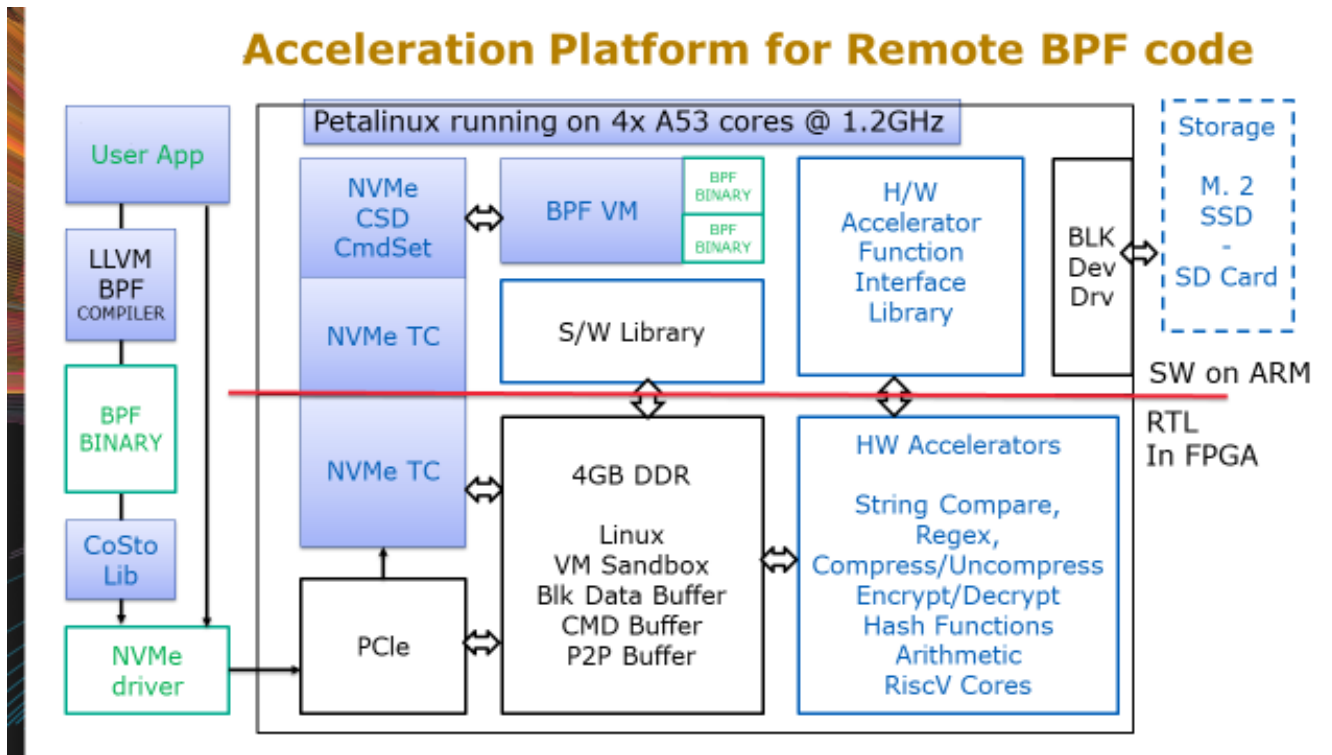 Acceleration Platform for Remote BPF code
Petalinux running on 4x A53 cores @ 1.2GHz
User App
LLVM
BPF
COMPILER
BPF
BINARY
CoSto
Lib
NVMe
driver
NVMe
CSD
CmdSet
NVMe TC
NVMe TC
PCIe
BPF VM
BPF
BINARY
BPF
BINARY
S/W Library
4GB DDR
Linux
VM Sandbox
Blk Data Buffer
CMD Buffer
P2P Buffer
H/W
Accelerator
Function
Interface
Library
HW Accelerators
String Compare,
Regex,
Compress/Uncompress
Encrypt/Decrypt
Hash Functions
Arithmetic
RiscV Cores
BLK
Dev
Drv
Storage
M. 2
SSD
-
SD Card
SW on ARM
RTL
In FPGA